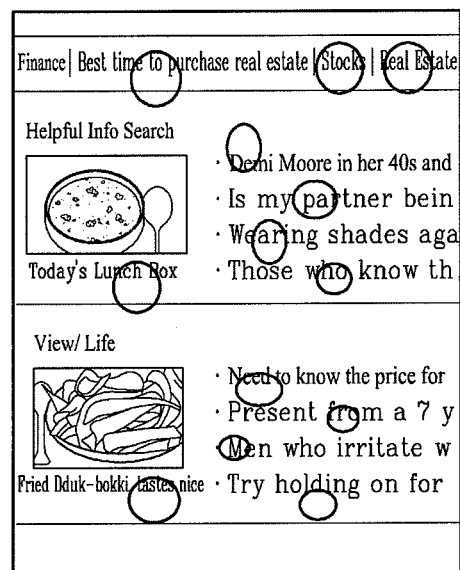 Finance | Best time to purchase real estate | Stocks | Real Estate
Helpful Info Search
· Demi Moore in her 40s and
· Is my partner bein
· Wearing shades aga
· Those who know th
Today's Lunch Box
View/ Life
· Need to know the price for
· Present from a 7 y
· Men who irritate w
· Try holding on for
Fried Dduk-bokki, tastes nice